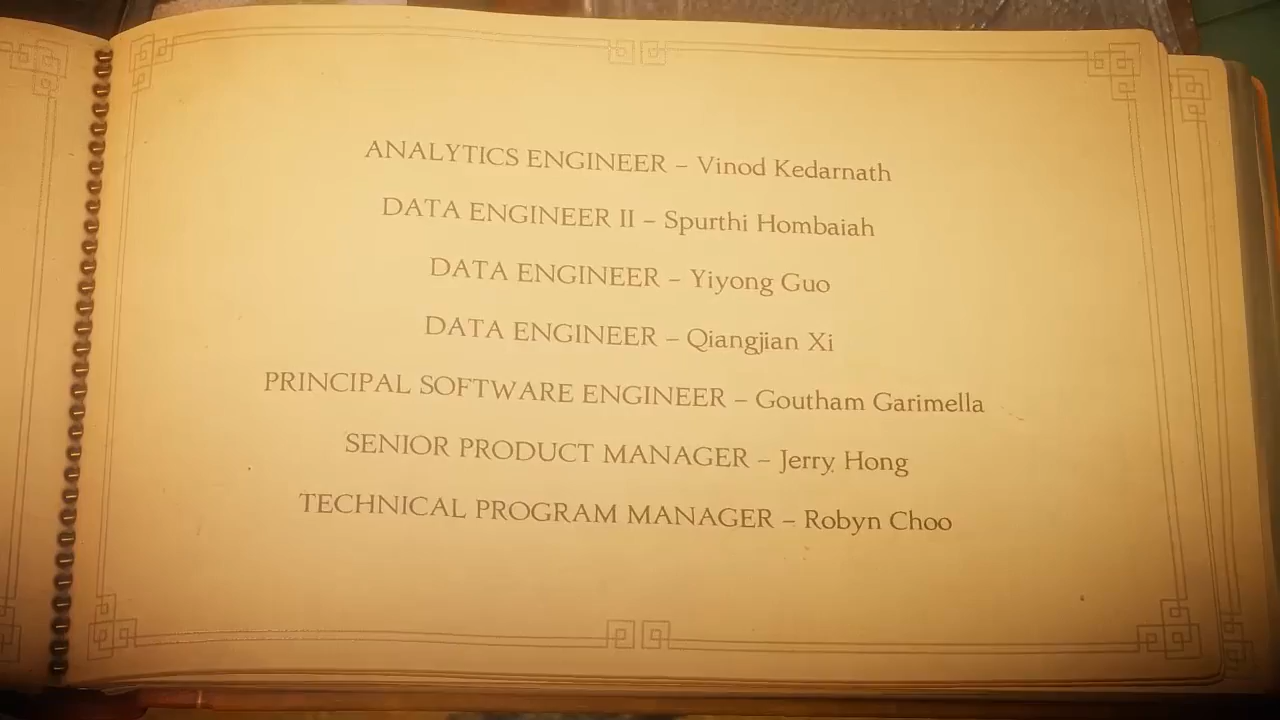 ANALYTICS ENGINEER – Vinod Kedarnath
DATA ENGINEER II – Spurthi Hombaiah
DATA ENGINEER – Yiyong Guo
DATA ENGINEER – Qiangjian Xi
PRINCIPAL SOFTWARE ENGINEER – Goutham Garimella
SENIOR PRODUCT MANAGER – Jerry Hong
TECHNICAL PROGRAM MANAGER – Robyn Choo